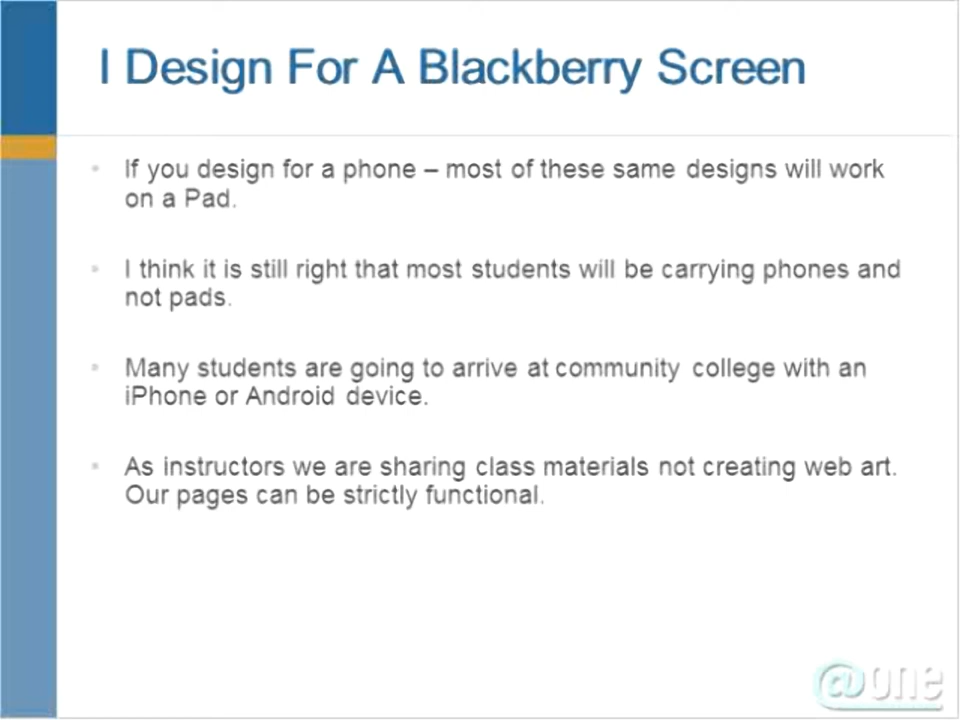 I Design For A Blackberry Screen
• If you design for a phone – most of these same designs will work
on a Pad.
• I think it is still right that most students will be carrying phones and
not pads.
• Many students are going to arrive at community college with an
iPhone or Android device.
• As instructors we are sharing class materials not creating web art.
Our pages can be strictly functional.
@one